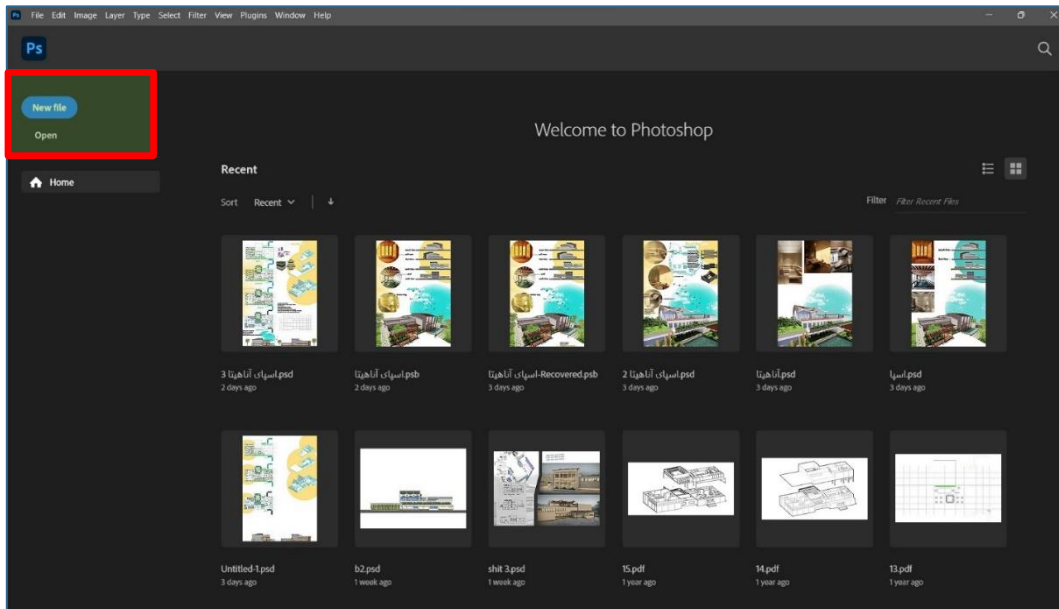 Ps File Edit Image Layer Type Select Filter View Plugins Window Help
Ps
New file
Open
Home
Welcome to Photoshop
Recent
Sort Recent
Filter Filter Recent Files
اسپای آناهیتا 3.psd
2 days ago
اسپای آناهیتا.psb
2 days ago
اسپای آناهیتا-Recovered.psb
3 days ago
اسپای آناهیتا 2.psd
3 days ago
آناهیتا.psd
3 days ago
اسپا.psd
3 days ago
Untitled-1.psd
3 days ago
b2.psd
1 week ago
shit 3.psd
1 week ago
15.pdf
1 year ago
14.pdf
1 year ago
13.pdf
1 year ago